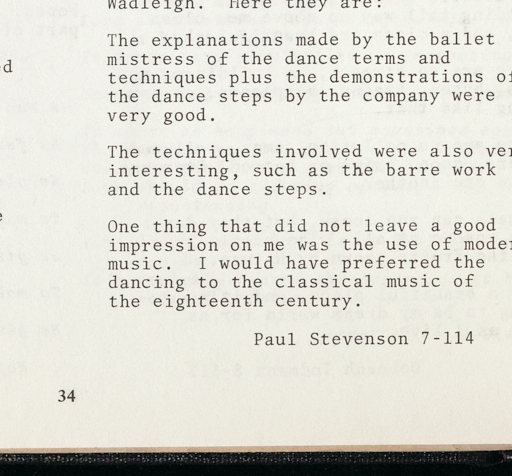 Wadleigh. Here they are:
The explanations made by the ballet
mistress of the dance terms and
techniques plus the demonstrations of
the dance steps by the company were
very good.
The techniques involved were also ver
interesting, such as the barre work
and the dance steps.
One thing that did not leave a good
impression on me was the use of moder
music. I would have preferred the
dancing to the classical music of
the eighteenth century.
Paul Stevenson 7-114
34